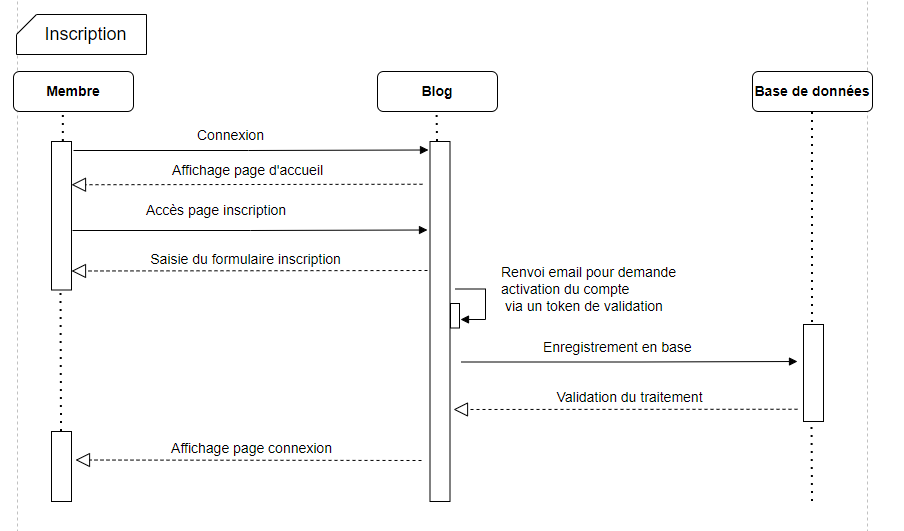 Inscription
Membre
Blog
Base de données
Connexion
Affichage page d'accueil
Accès page inscription
Saisie du formulaire inscription
Renvoi email pour demande
activation du compte
via un token de validation
Enregistrement en base
Validation du traitement
Affichage page connexion